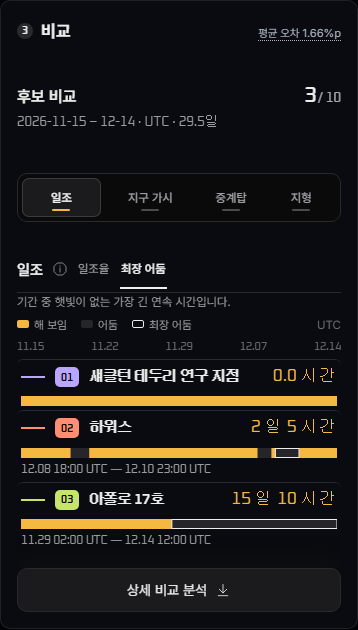 3 비교 평균 오차 1.66%p
후보 비교 3 / 10
2026-11-15 – 12-14 · UTC · 29.5일
일조 지구 가시 중계탑 지형
일조 ⓘ 일조율 최장 어둠
기간 중 햇빛이 없는 가장 긴 연속 시간입니다.
해 보임 어둠 최장 어둠 UTC
11.15 11.22 11.29 12.07 12.14
01 섀클턴 테두리 연구 지점 0.0 시간
02 하워스 2 일 5 시간
12.08 18:00 UTC — 12.10 23:00 UTC
03 아폴로 17호 15 일 10 시간
11.29 02:00 UTC — 12.14 12:00 UTC
상세 비교 분석